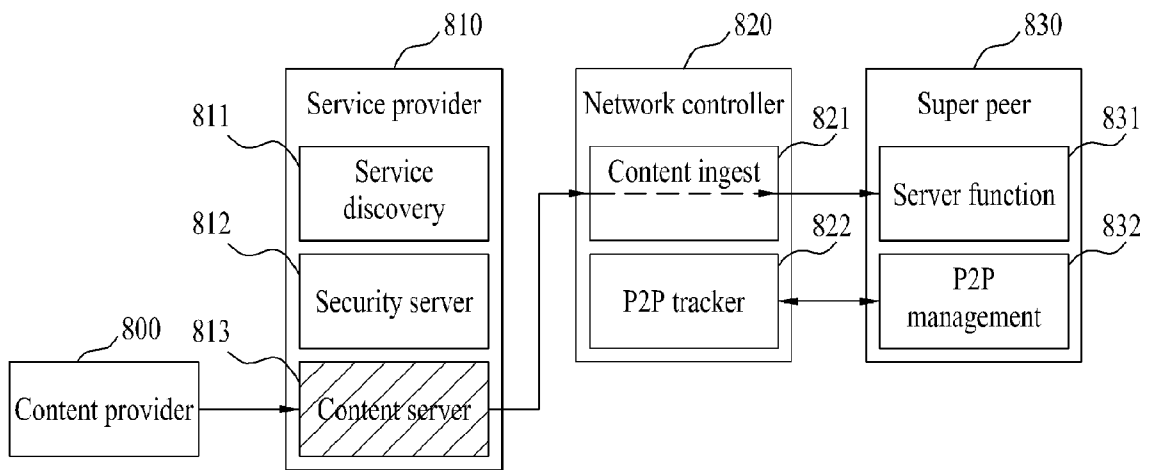 810
820
830
Service provider
Network controller
Super peer
811
821
831
Service
discovery
Content ingest
Server function
812
822
832
Security server
P2P tracker
P2P
management
800
813
Content provider
Content server